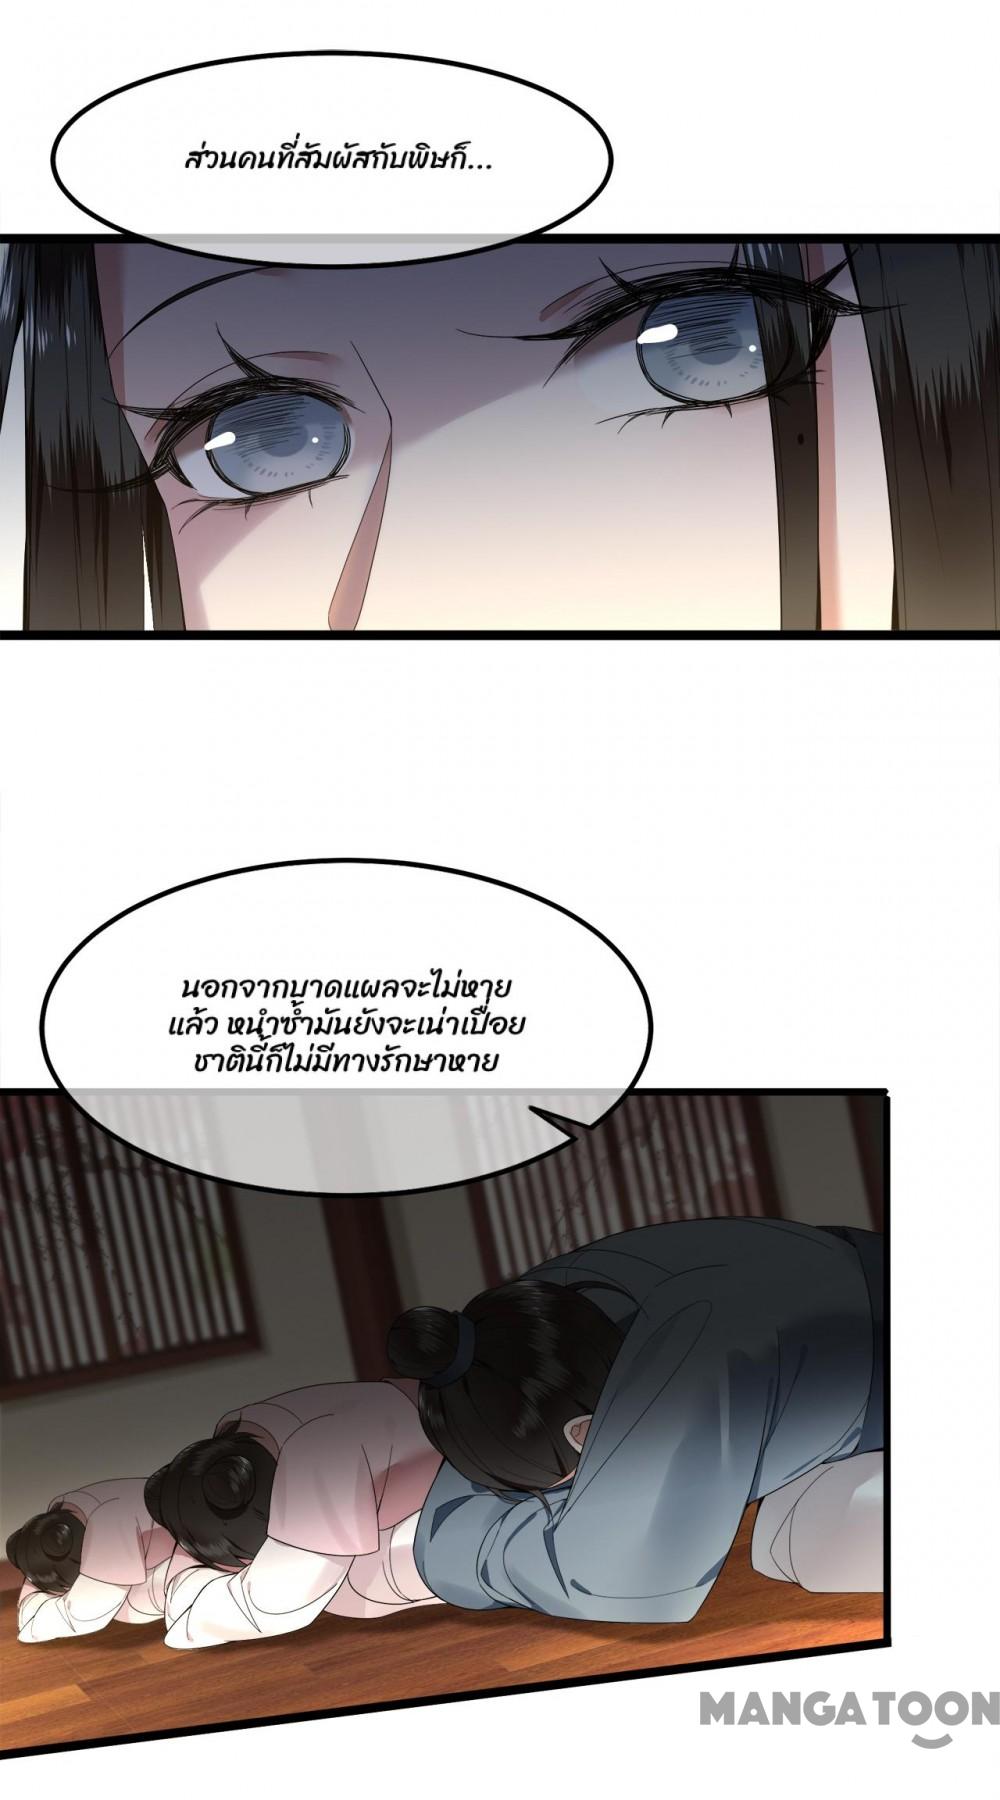 ส่วนคนที่สัมผัสกับพิษก็...
นอกจากบาดแผลจะไม่หาย
แล้ว หนำซ้ำมันยังจะเน่าเปื่อย
ชาตินี้ก็ไม่มีทางรักษาหาย
MANGATOON